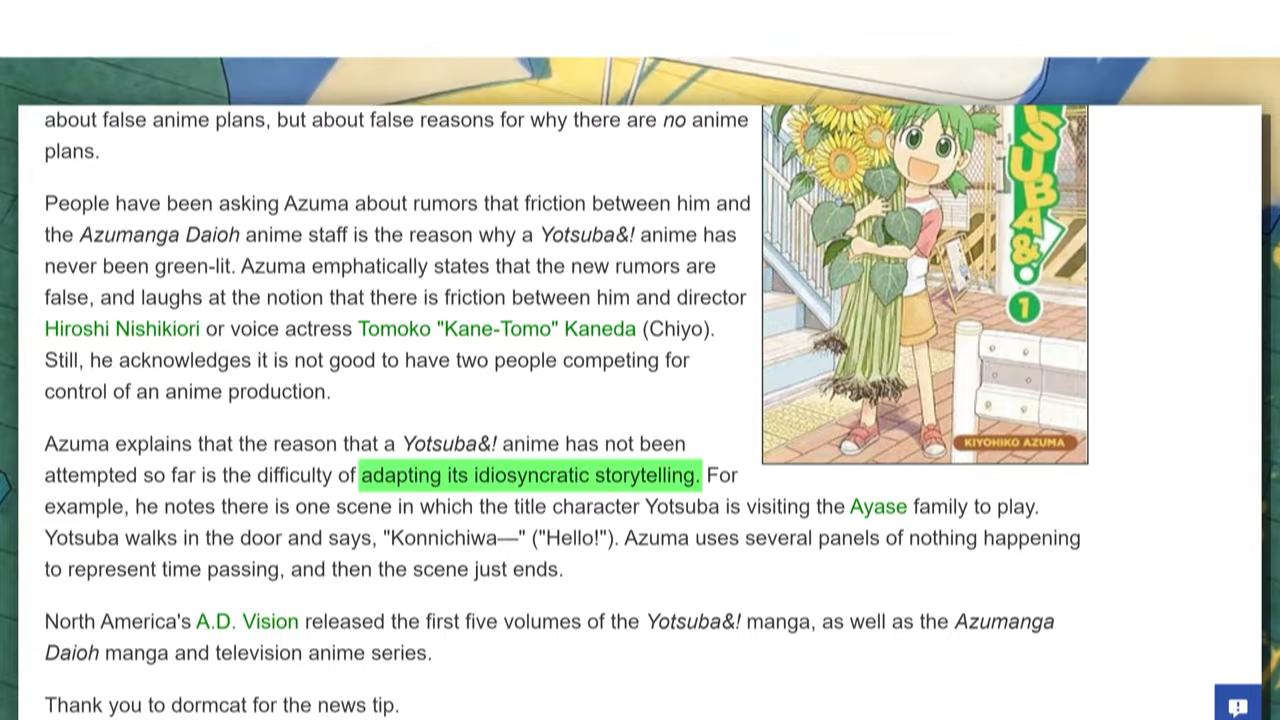 about false anime plans, but about false reasons for why there are no anime
plans.
People have been asking Azuma about rumors that friction between him and
the Azumanga Daioh anime staff is the reason why a Yotsuba&! anime has
never been green-lit. Azuma emphatically states that the new rumors are
false, and laughs at the notion that there is friction between him and director
Hiroshi Nishikiori or voice actress Tomoko "Kane-Tomo" Kaneda (Chiyo).
Still, he acknowledges it is not good to have two people competing for
control of an anime production.
Azuma explains that the reason that a Yotsuba&! anime has not been
attempted so far is the difficulty of adapting its idiosyncratic storytelling. For
example, he notes there is one scene in which the title character Yotsuba is visiting the Ayase family to play.
Yotsuba walks in the door and says, "Konnichiwa—" ("Hello!"). Azuma uses several panels of nothing happening
to represent time passing, and then the scene just ends.
North America's A.D. Vision released the first five volumes of the Yotsuba&! manga, as well as the Azumanga
Daioh manga and television anime series.
Thank you to dormcat for the news tip.
SUBA&!
1
KIYOHIKO AZUMA